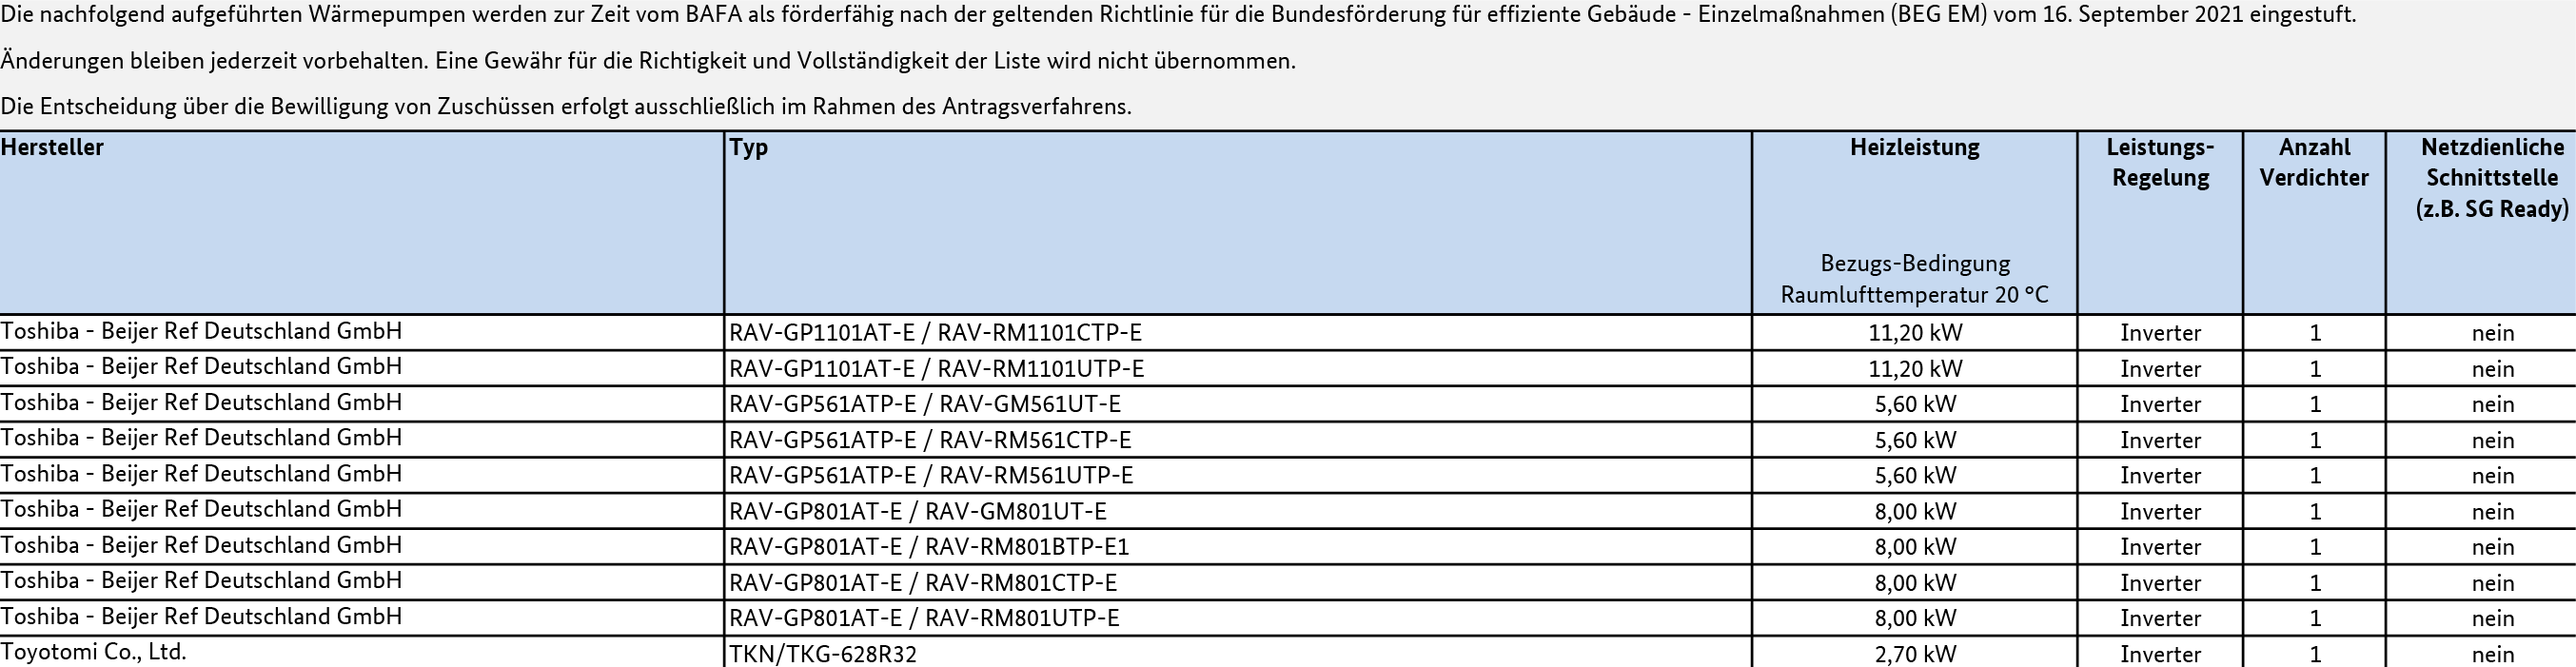 Die nachfolgend aufgeführten Wärmepumpen werden zur Zeit vom BAFA als förderfähig nach der geltenden Richtlinie für die Bundesförderung für effiziente Gebäude - Einzelmaßnahmen (BEG EM) vom 16. September 2021 eingestuft.
Änderungen bleiben jederzeit vorbehalten. Eine Gewähr für die Richtigkeit und Vollständigkeit der Liste wird nicht übernommen.
Die Entscheidung über die Bewilligung von Zuschüssen erfolgt ausschließlich im Rahmen des Antragsverfahrens.
Hersteller Typ Heizleistung Leistungs- Anzahl Netzdienliche
Regelung Verdichter Schnittstelle
(z.B. SG Ready)
Bezugs-Bedingung
Raumlufttemperatur 20 °C
Toshiba - Beijer Ref Deutschland GmbH RAV-GP1101AT-E / RAV-RM1101CTP-E 11,20 kW Inverter 1 nein
Toshiba - Beijer Ref Deutschland GmbH RAV-GP1101AT-E / RAV-RM1101UTP-E 11,20 kW Inverter 1 nein
Toshiba - Beijer Ref Deutschland GmbH RAV-GP561ATP-E / RAV-GM561UT-E 5,60 kW Inverter 1 nein
Toshiba - Beijer Ref Deutschland GmbH RAV-GP561ATP-E / RAV-RM561CTP-E 5,60 kW Inverter 1 nein
Toshiba - Beijer Ref Deutschland GmbH RAV-GP561ATP-E / RAV-RM561UTP-E 5,60 kW Inverter 1 nein
Toshiba - Beijer Ref Deutschland GmbH RAV-GP801AT-E / RAV-GM801UT-E 8,00 kW Inverter 1 nein
Toshiba - Beijer Ref Deutschland GmbH RAV-GP801AT-E / RAV-RM801BTP-E1 8,00 kW Inverter 1 nein
Toshiba - Beijer Ref Deutschland GmbH RAV-GP801AT-E / RAV-RM801CTP-E 8,00 kW Inverter 1 nein
Toshiba - Beijer Ref Deutschland GmbH RAV-GP801AT-E / RAV-RM801UTP-E 8,00 kW Inverter 1 nein
Toyotomi Co., Ltd. TKN/TKG-628R32 2,70 kW Inverter 1 nein